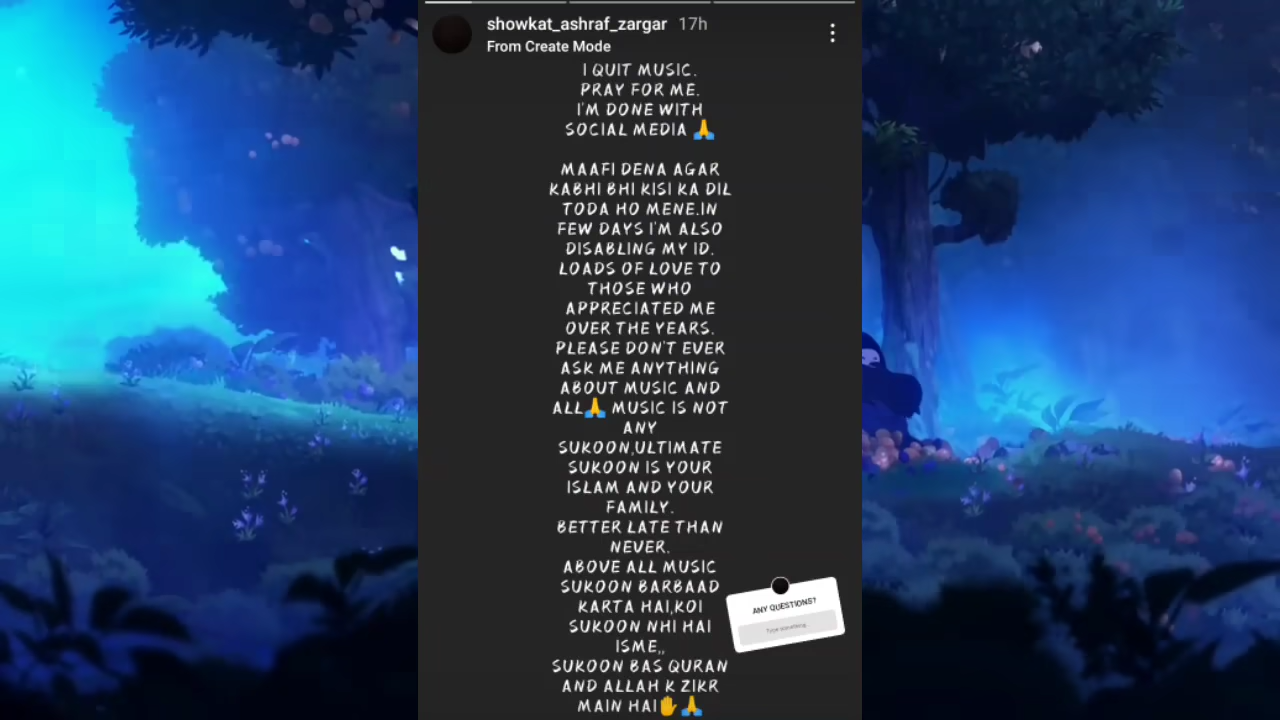 showkat_ashraf_zargar 17h
From Create Mode
I QUIT MUSIC.
PRAY FOR ME.
I'M DONE WITH
SOCIAL MEDIA 🙏
MAAFI DENA AGAR
KABHI BHI KISI KA DIL
TODA HO MENE.IN
FEW DAYS I'M ALSO
DISABLING MY ID.
LOADS OF LOVE TO
THOSE WHO
APPRECIATED ME
OVER THE YEARS.
PLEASE DON'T EVER
ASK ME ANYTHING
ABOUT MUSIC AND
ALL🙏 MUSIC IS NOT
ANY
SUKOON,ULTIMATE
SUKOON IS YOUR
ISLAM AND YOUR
FAMILY.
BETTER LATE THAN
NEVER.
ABOVE ALL MUSIC
SUKOON BARBAAD
KARTA HAI,KOI
SUKOON NHI HAI
ISME,,
SUKOON BAS QURAN
AND ALLAH K ZIKR
MAIN HAI✋🙏
ANY QUESTIONS?
Type something...